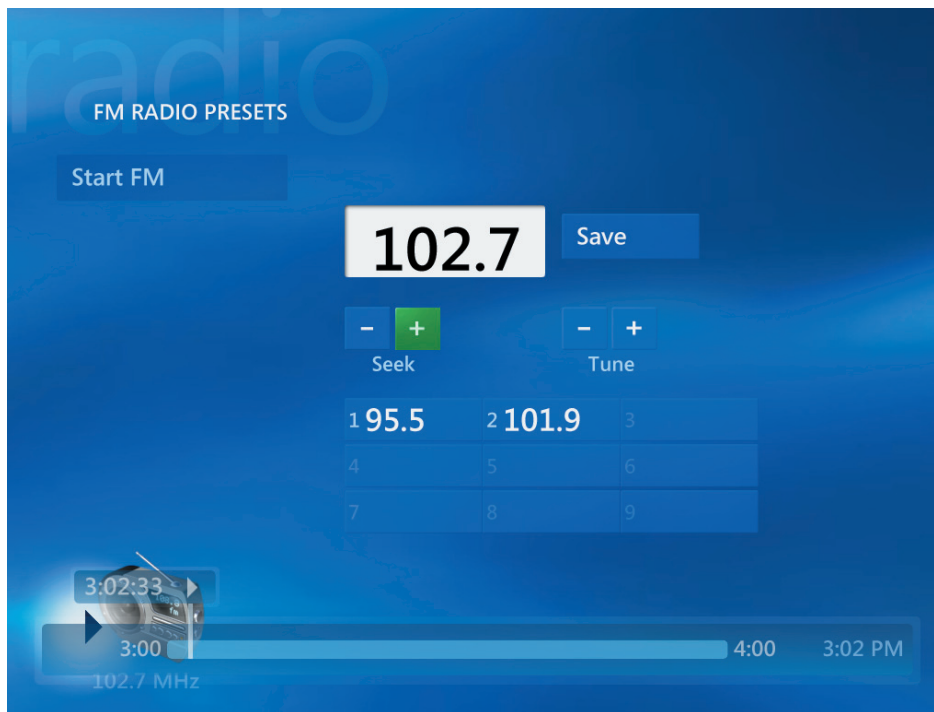 radio
FM RADIO PRESETS
Start FM
102.7 Save
- + - +
Seek Tune
1 95.5 2 101.9 3
4 5 6
7 8 9
3:02:33
3:00 4:00 3:02 PM
102.7 MHz